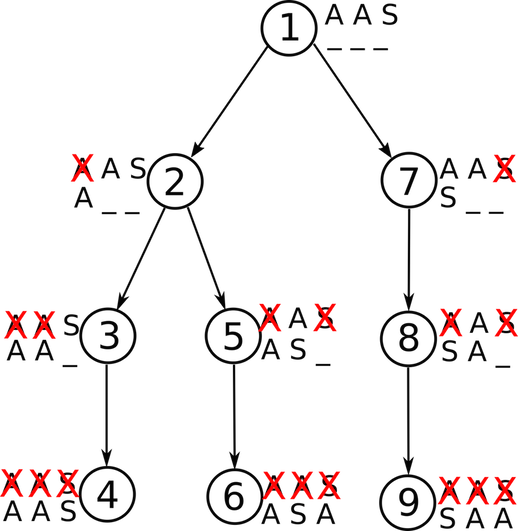 1
A A S
_ _ _
2
A A S
A _ _
7
A A S
S _ _
3
A A S
A A _
5
A A S
A S _
8
A A S
S A _
4
A A S
A A S
6
A A S
A S A
9
A A S
S A A